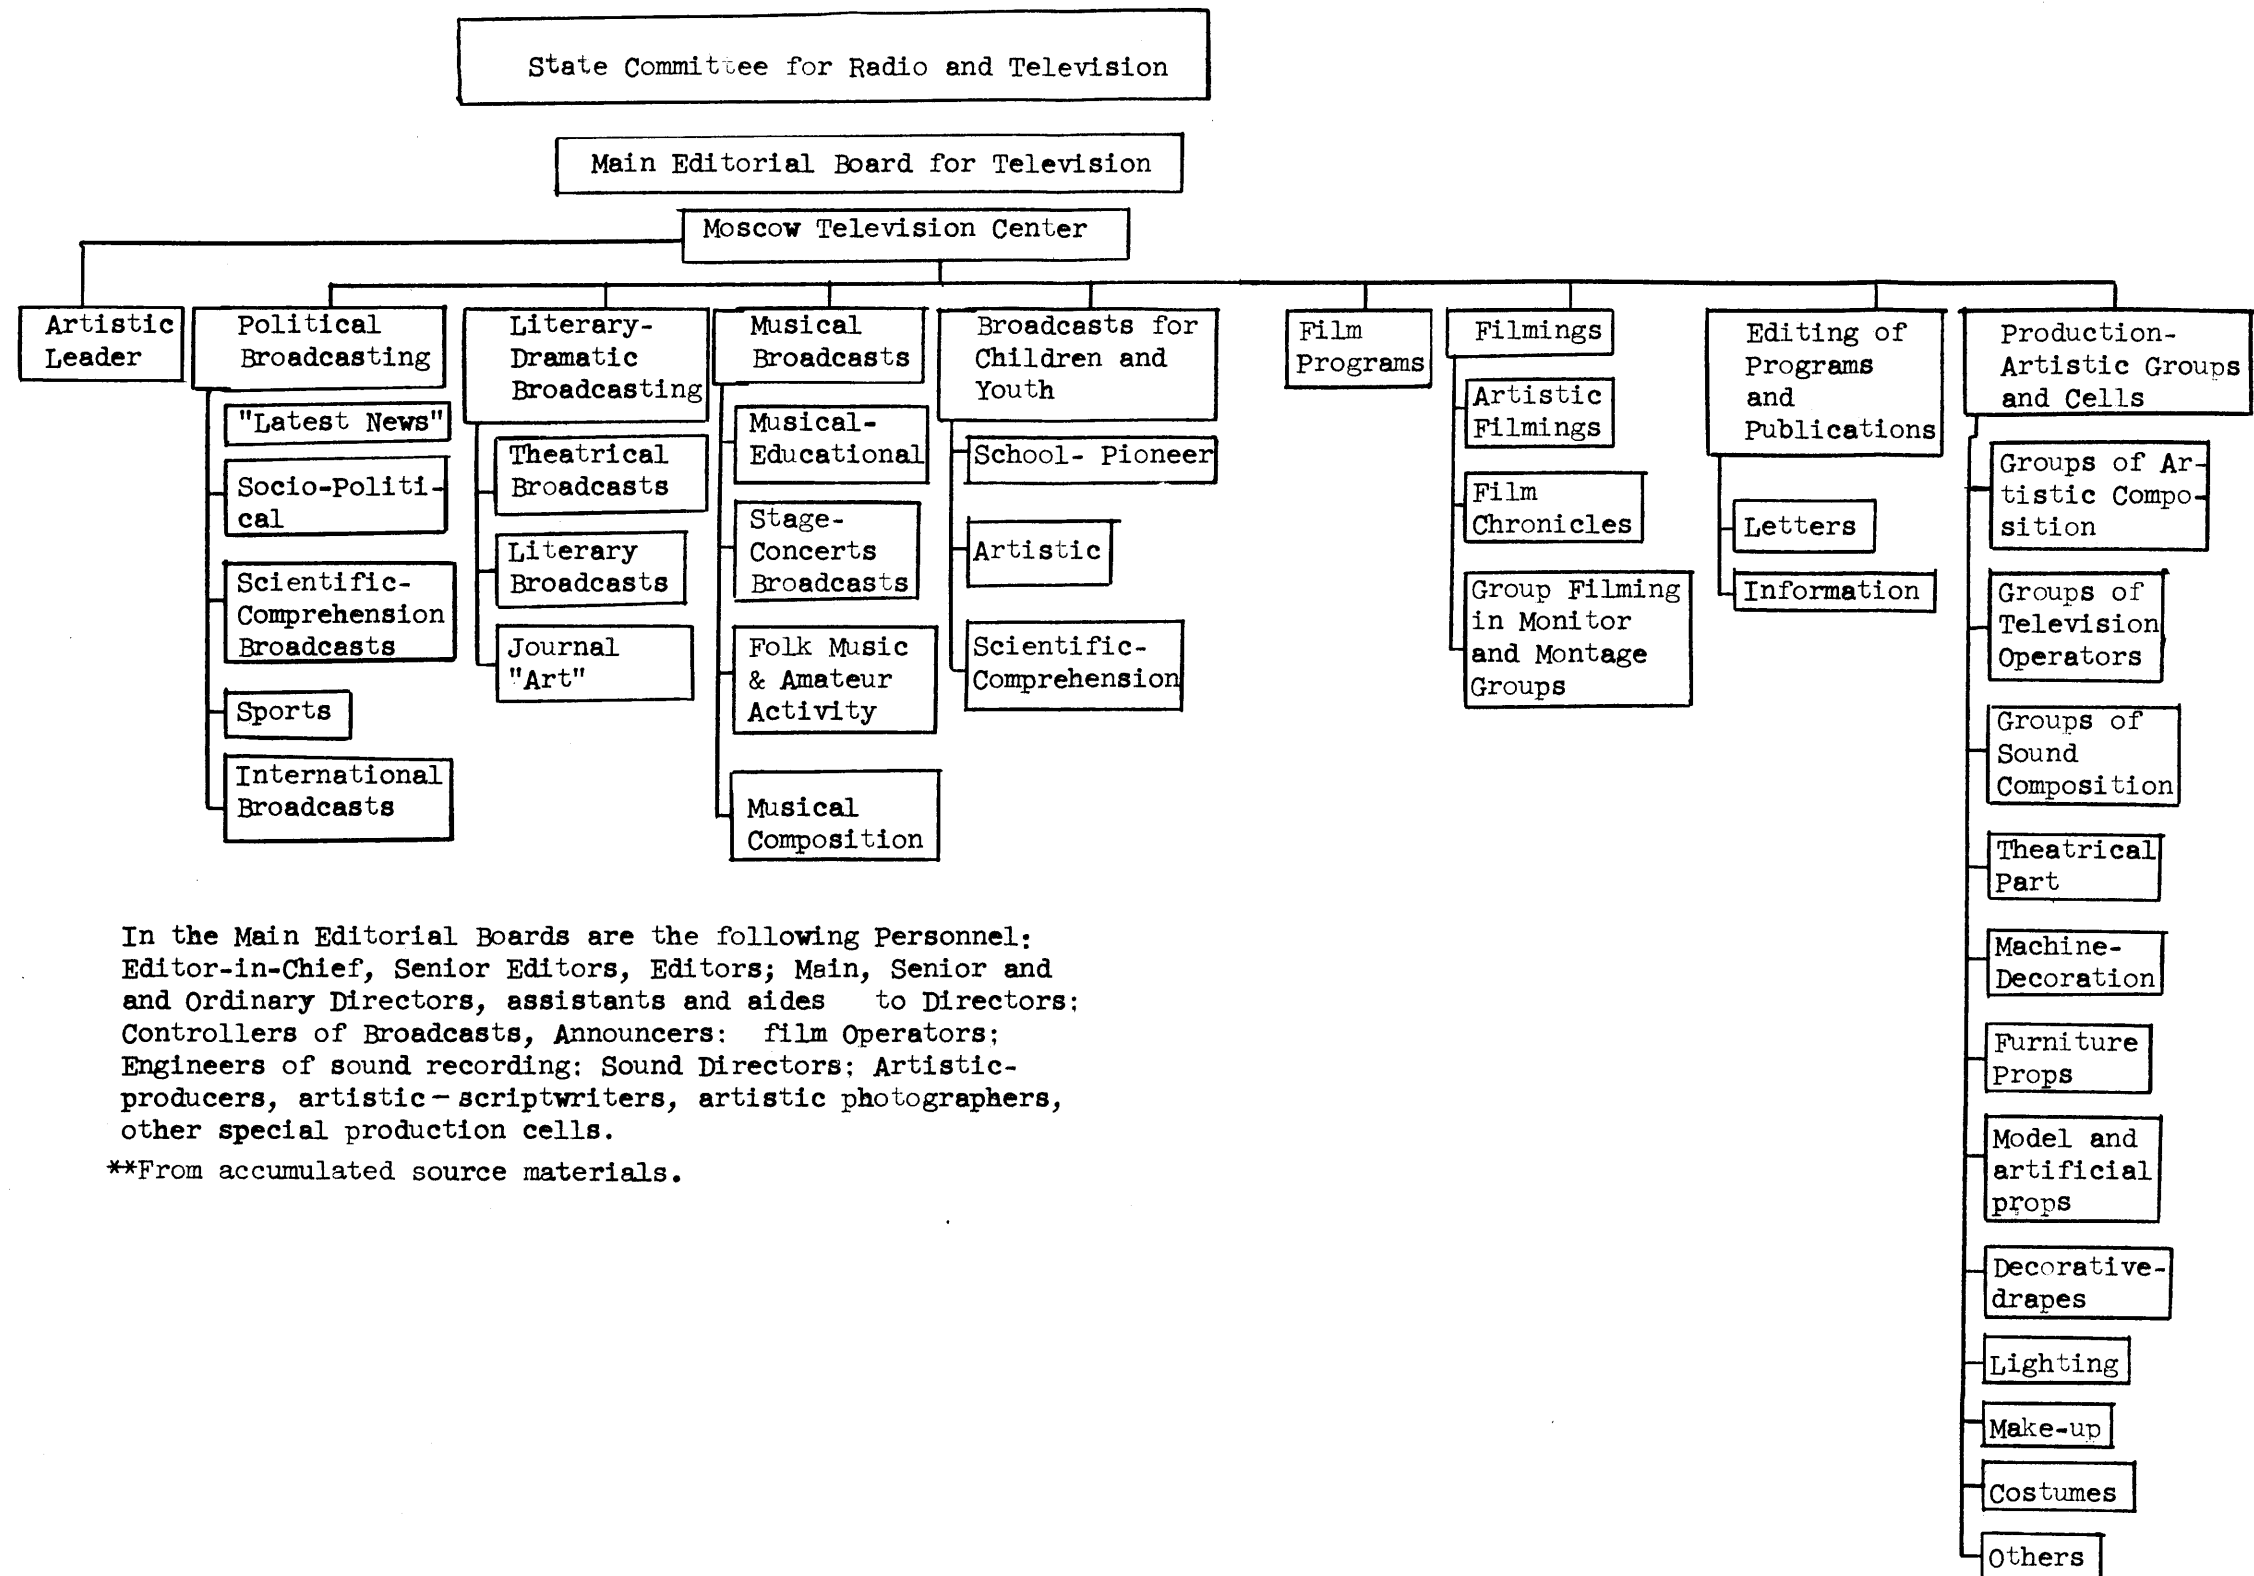 State Committee for Radio and Television
Main Editorial Board for Television
Moscow Television Center
Artistic
Leader
Political
Broadcasting
"Latest News"
Socio-Politi-
cal
Scientific-
Comprehension
Broadcasts
Sports
International
Broadcasts
Literary-
Dramatic
Broadcasting
Theatrical
Broadcasts
Literary
Broadcasts
Journal
"Art"
Musical
Broadcasts
Musical-
Educational
Stage-
Concerts
Broadcasts
Folk Music
& Amateur
Activity
Musical
Composition
Broadcasts for
Children and
Youth
School- Pioneer
Artistic
Scientific-
Comprehension
Film
Programs
Filmings
Artistic
Filmings
Film
Chronicles
Group Filming
in Monitor
and Montage
Groups
Editing of
Programs
and
Publications
Letters
Information
Production-
Artistic Groups
and Cells
Groups of Ar-
tistic Compo-
sition
Groups of
Television
Operators
Groups of
Sound
Composition
Theatrical
Part
Machine-
Decoration
Furniture
Props
Model and
artificial
props
Decorative-
drapes
Lighting
Make-up
Costumes
Others
In the Main Editorial Boards are the following Personnel:
Editor-in-Chief, Senior Editors, Editors; Main, Senior and
and Ordinary Directors, assistants and aides to Directors;
Controllers of Broadcasts, Announcers: film Operators;
Engineers of sound recording: Sound Directors; Artistic-
producers, artistic-scriptwriters, artistic photographers,
other special production cells.
**From accumulated source materials.